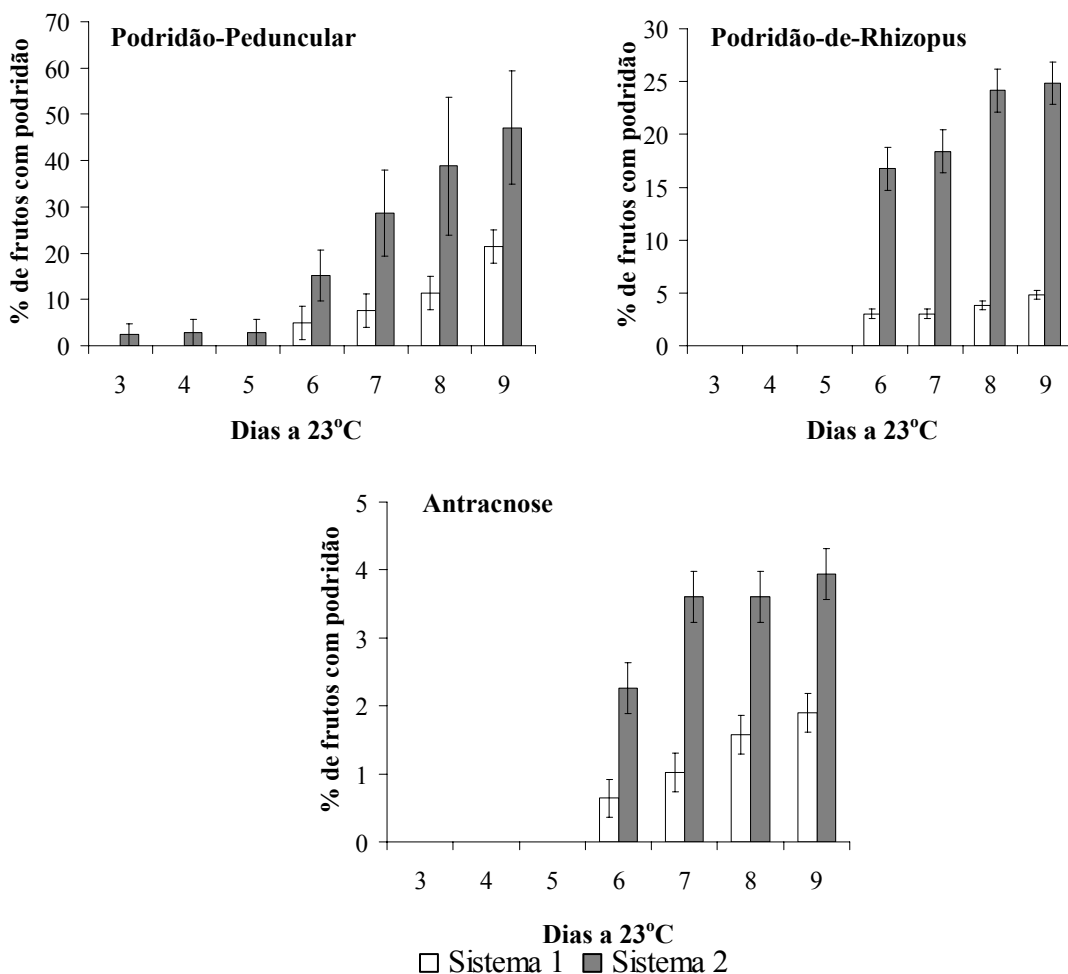 Podridão-Peduncular
% de frutos com podridão
70
60
50
40
30
20
10
0
3 4 5 6 7 8 9
Dias a 23ºC
Podridão-de-Rhizopus
% de frutos com podridão
30
25
20
15
10
5
0
3 4 5 6 7 8 9
Dias a 23ºC
Antracnose
% de frutos com podridão
5
4
3
2
1
0
3 4 5 6 7 8 9
Dias a 23ºC
Sistema 1 Sistema 2